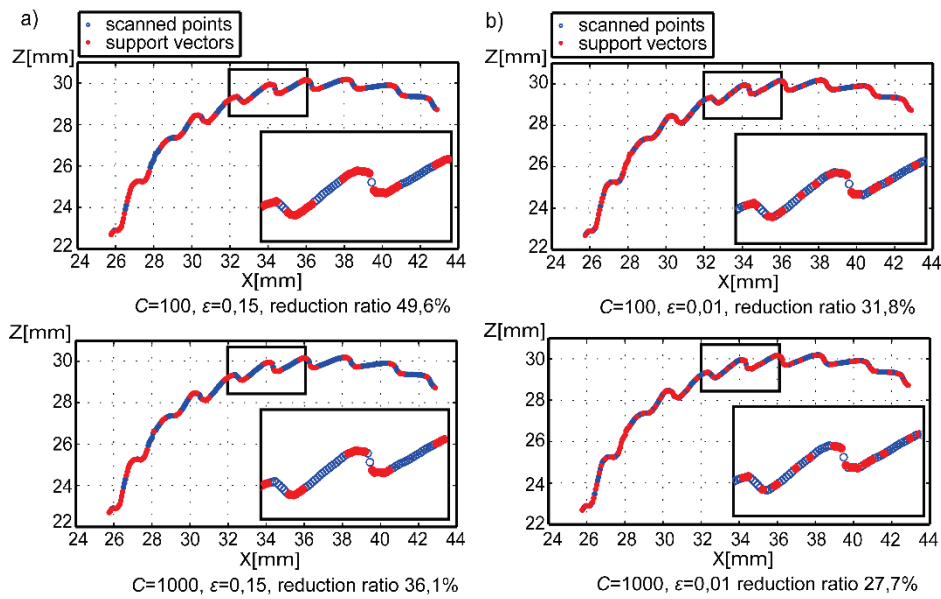 a)
scanned points
support vectors
Z[mm]
30
28
26
24
22
24 26 28 30 32 34 36 38 40 42 44
X[mm]
C=100, ε=0,15, reduction ratio 49,6%
b)
scanned points
support vectors
Z[mm]
30
28
26
24
22
24 26 28 30 32 34 36 38 40 42 44
X[mm]
C=100, ε=0,01, reduction ratio 31,8%
Z[mm]
30
28
26
24
22
24 26 28 30 32 34 36 38 40 42 44
X[mm]
C=1000, ε=0,15, reduction ratio 36,1%
Z[mm]
30
28
26
24
22
24 26 28 30 32 34 36 38 40 42 44
X[mm]
C=1000, ε=0,01 reduction ratio 27,7%